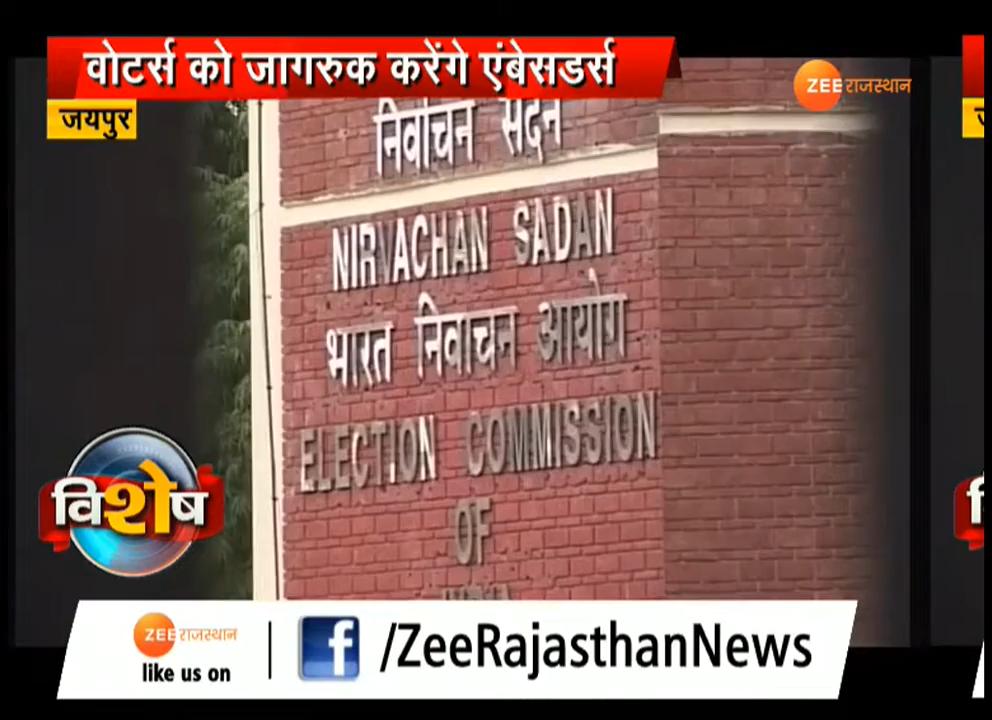 वोटर्स को जागरुक करेंगे एंबेसडर्स
ZEE राजस्थान
जयपुर
निर्वाचन सदन
NIRVACHAN SADAN
भारत निर्वाचन आयोग
ELECTION COMMISSION
OF
विशेष
ZEE राजस्थान
like us on
f
/ZeeRajasthanNews